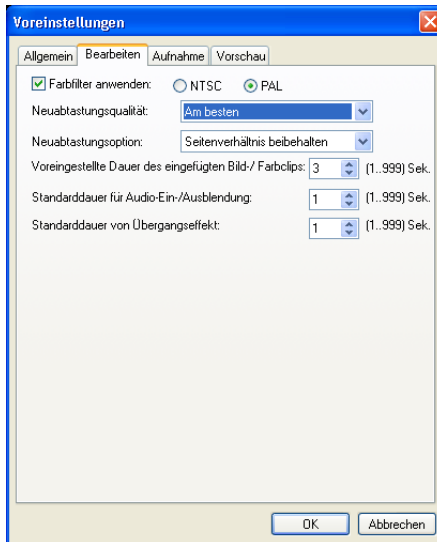 Voreinstellungen
Allgemein Bearbeiten Aufnahme Vorschau
Farbfilter anwenden: NTSC PAL
Neuabtastungsqualität: Am besten
Neuabtastungsoption: Seitenverhältnis beibehalten
Voreingestellte Dauer des eingefügten Bild-/ Farbclips: 3 (1..999) Sek.
Standarddauer für Audio-Ein-/Ausblendung: 1 (1..999) Sek.
Standarddauer von Übergangseffekt: 1 (1..999) Sek.
OK Abbrechen